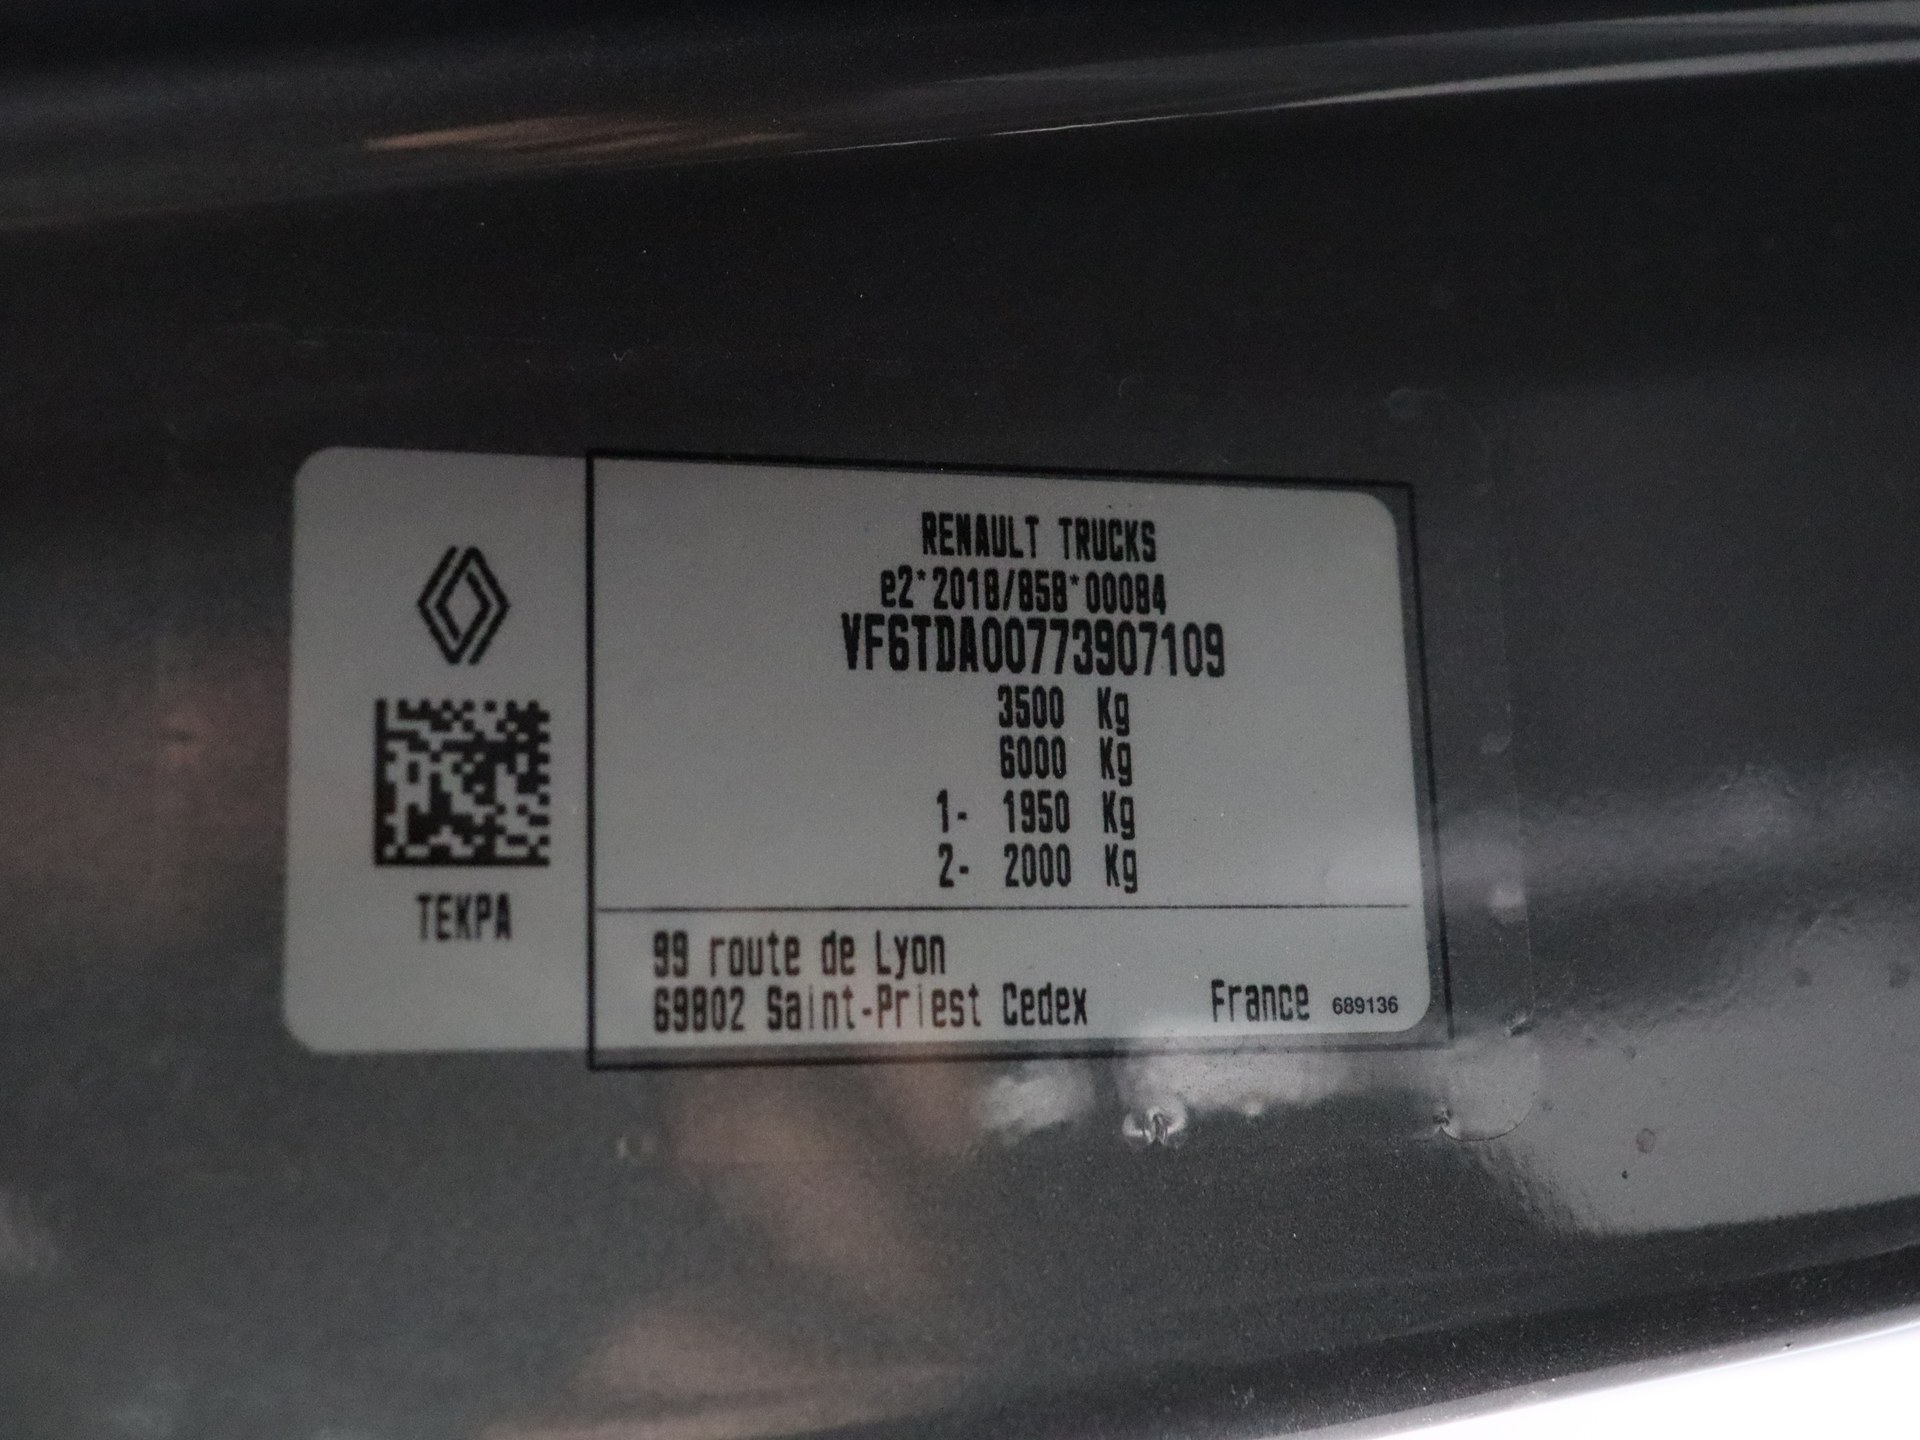 RENAULT TRUCKS
e2*2018/858*00084
VF6TDA00773907109
3500 Kg
6000 Kg
1- 1950 Kg
2- 2000 Kg
TEKPA
99 route de Lyon
69802 Saint-Priest Cedex France 689136